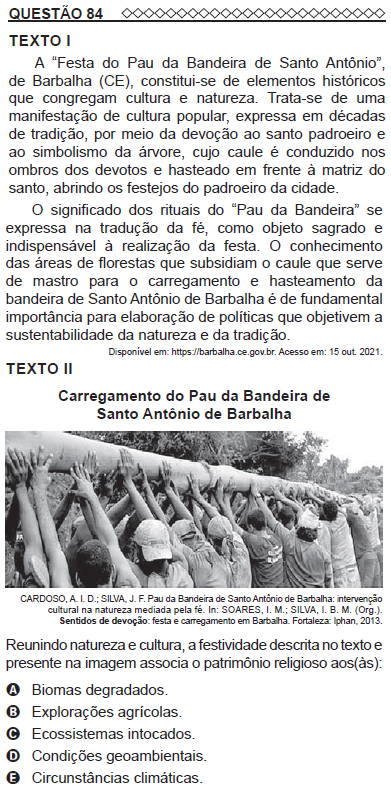 QUESTÃO 84
TEXTO I
A “Festa do Pau da Bandeira de Santo Antônio”,
de Barbalha (CE), constitui-se de elementos históricos
que congregam cultura e natureza. Trata-se de uma
manifestação de cultura popular, expressa em décadas
de tradição, por meio da devoção ao santo padroeiro e
ao simbolismo da árvore, cujo caule é conduzido nos
ombros dos devotos e hasteado em frente à matriz do
santo, abrindo os festejos do padroeiro da cidade.
O significado dos rituais do “Pau da Bandeira” se
expressa na tradução da fé, como objeto sagrado e
indispensável à realização da festa. O conhecimento
das áreas de florestas que subsidiam o caule que serve
de mastro para o carregamento e hasteamento da
bandeira de Santo Antônio de Barbalha é de fundamental
importância para elaboração de políticas que objetivem a
sustentabilidade da natureza e da tradição.
Disponível em: https://barbalha.ce.gov.br. Acesso em: 15 out. 2021.
TEXTO II
Carregamento do Pau da Bandeira de
Santo Antônio de Barbalha
CARDOSO, A. I. D.; SILVA, J. F. Pau da Bandeira de Santo Antônio de Barbalha: intervenção
cultural na natureza mediada pela fé. In: SOARES, I. M.; SILVA, I. B. M. (Org.).
Sentidos de devoção: festa e carregamento em Barbalha. Fortaleza: Iphan, 2013.
Reunindo natureza e cultura, a festividade descrita no texto e
presente na imagem associa o patrimônio religioso aos(às):
A Biomas degradados.
B Explorações agrícolas.
C Ecossistemas intocados.
D Condições geoambientais.
E Circunstâncias climáticas.